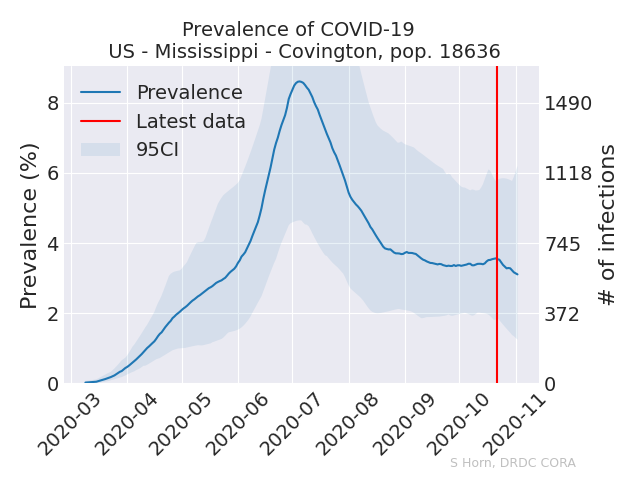 Prevalence of COVID-19
US - Mississippi - Covington, pop. 18636
Prevalence
Latest data
95CI
Prevalence (%)
8
6
4
2
0
1490
1118
745
372
0
# of infections
2020-03
2020-04
2020-05
2020-06
2020-07
2020-08
2020-09
2020-10
2020-11
S Horn, DRDC CORA